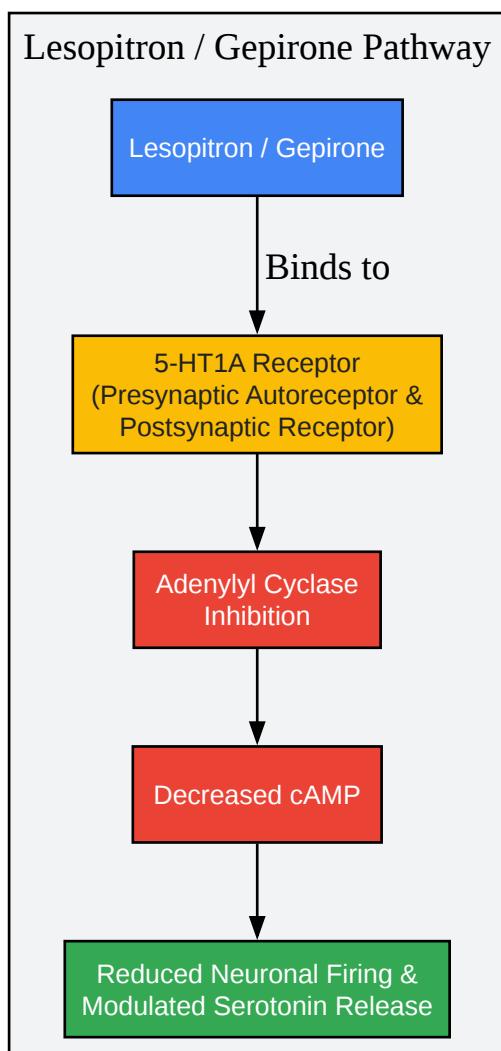 Lesopitron / Gepirone Pathway
Lesopitron / Gepirone
Binds to
5-HT1A Receptor
(Presynaptic Autoreceptor &
Postsynaptic Receptor)
Adenylyl Cyclase
Inhibition
Decreased cAMP
Reduced Neuronal Firing &
Modulated Serotonin Release